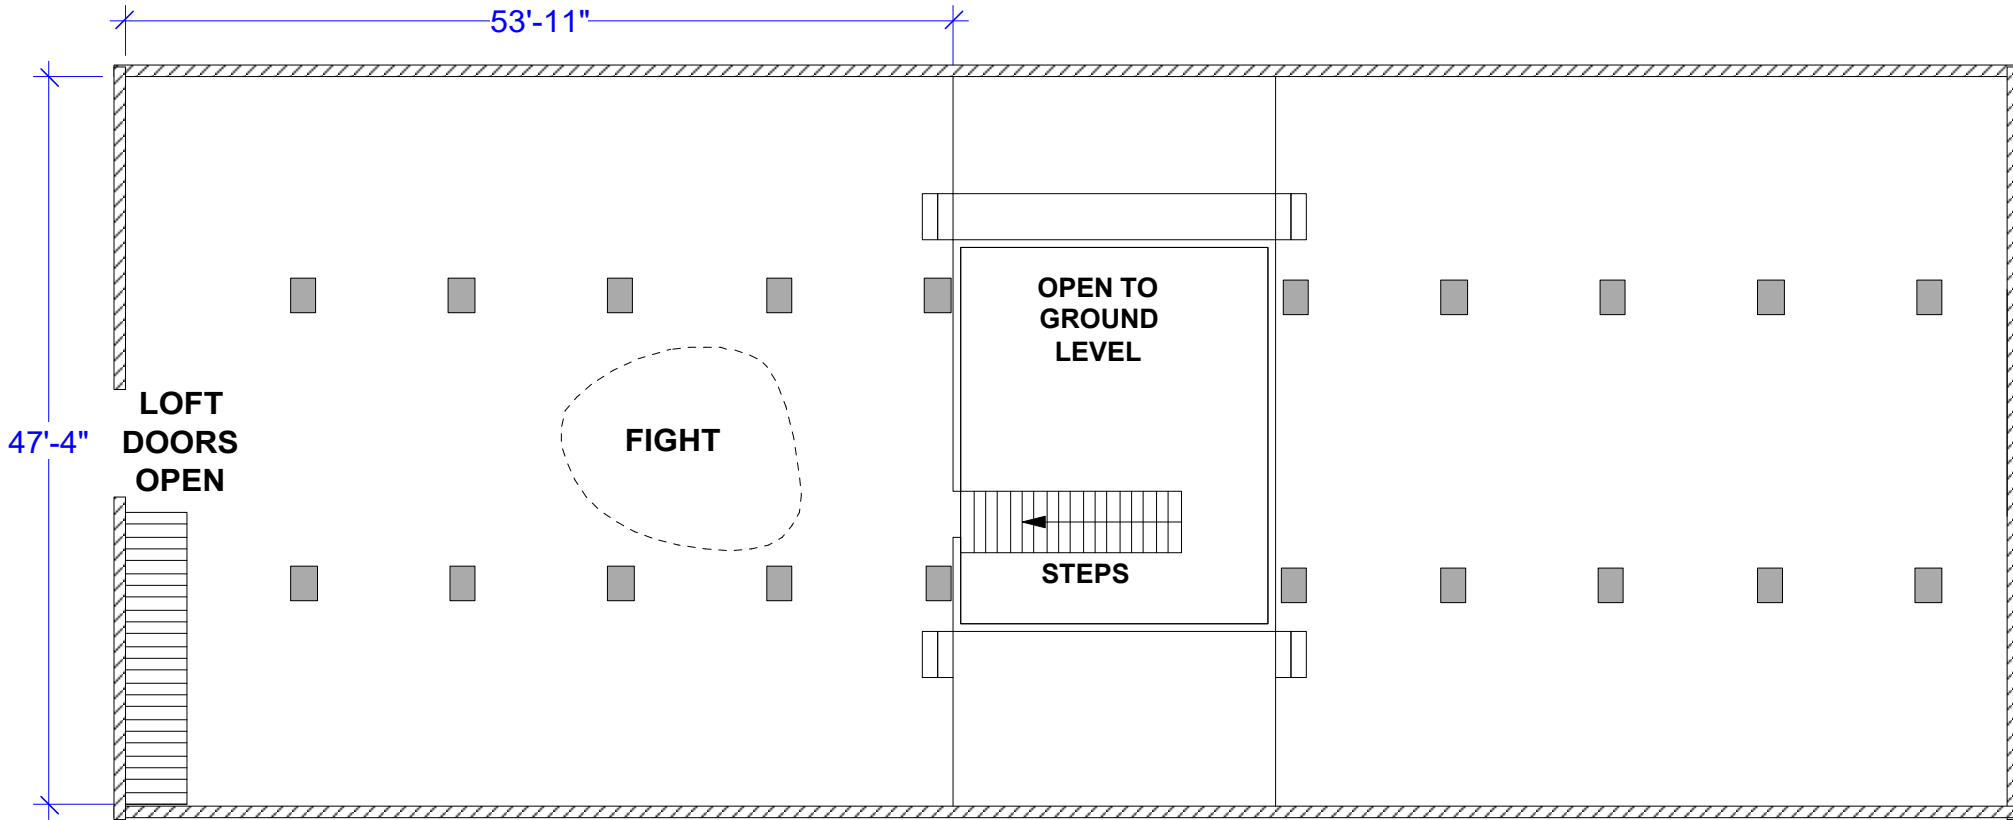 53'-11"
OPEN TO
GROUND
LEVEL
LOFT
DOORS
OPEN
47'-4"
FIGHT
STEPS